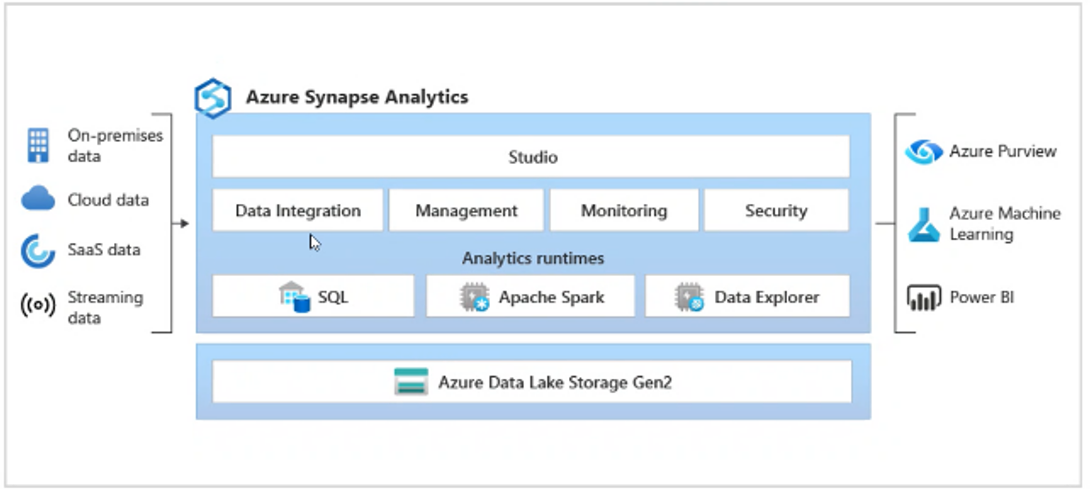 Azure Synapse Analytics
On-premises
data
Cloud data
SaaS data
Streaming
data
Studio
Data Integration
Management
Monitoring
Security
Analytics runtimes
SQL
Apache Spark
Data Explorer
Azure Data Lake Storage Gen2
Azure Purview
Azure Machine
Learning
Power BI